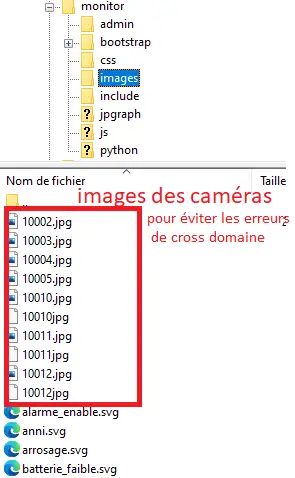 monitor
admin
bootstrap
css
images
include
jpgraph
js
python
Nom de fichier
Taille
images des caméras
pour éviter les erreurs
de cross domaine
10002.jpg
10003.jpg
10004.jpg
10005.jpg
10010.jpg
10010jpg
10011.jpg
10011jpg
10012.jpg
10012jpg
alarme_enable.svg
anni.svg
arrosage.svg
batterie_faible.svg